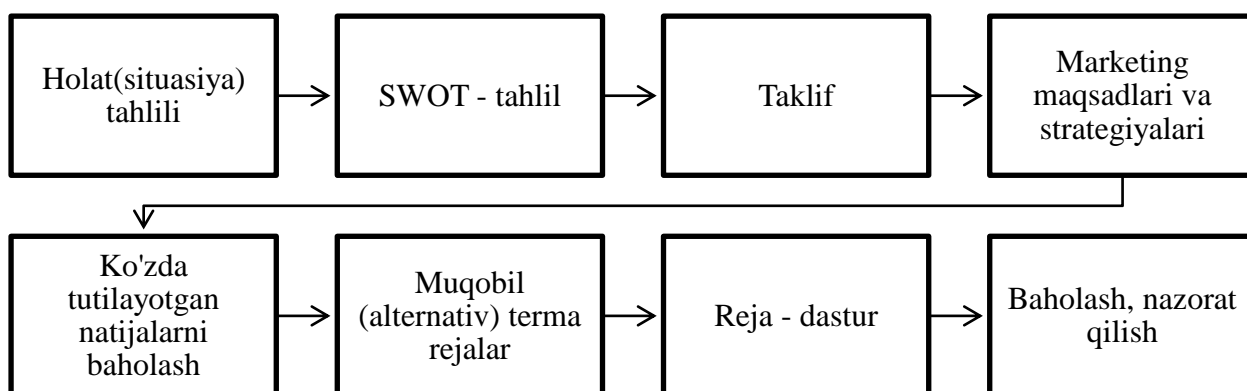 Holat(situasiya)
tahlili
SWOT - tahlil
Taklif
Marketing
maqsadlari va
strategiyalari
Ko'zda
tutilayotgan
natijalarni
baholash
Muqobil
(alternativ) terma
rejalar
Reja - dastur
Baholash, nazorat
qilish